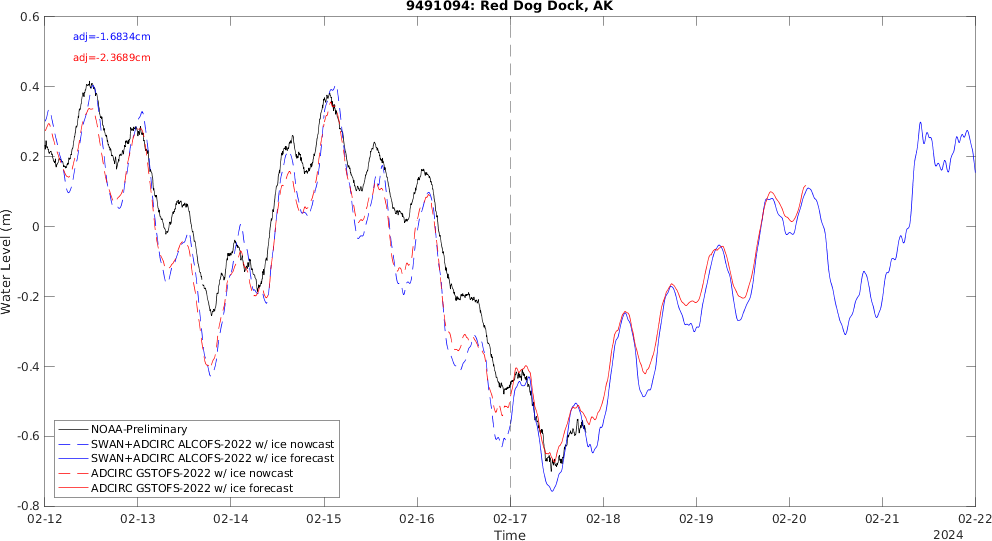 9491094: Red Dog Dock, AK
adj=-1.6834cm
adj=-2.3689cm
Water Level (m)
0.6
0.4
0.2
0
-0.2
-0.4
-0.6
-0.8
NOAA-Preliminary
SWAN+ADCIRC ALCOFS-2022 w/ ice nowcast
SWAN+ADCIRC ALCOFS-2022 w/ ice forecast
ADCIRC GSTOFS-2022 w/ ice nowcast
ADCIRC GSTOFS-2022 w/ ice forecast
02-12 02-13 02-14 02-15 02-16 02-17 02-18 02-19 02-20 02-21 02-22
Time
2024